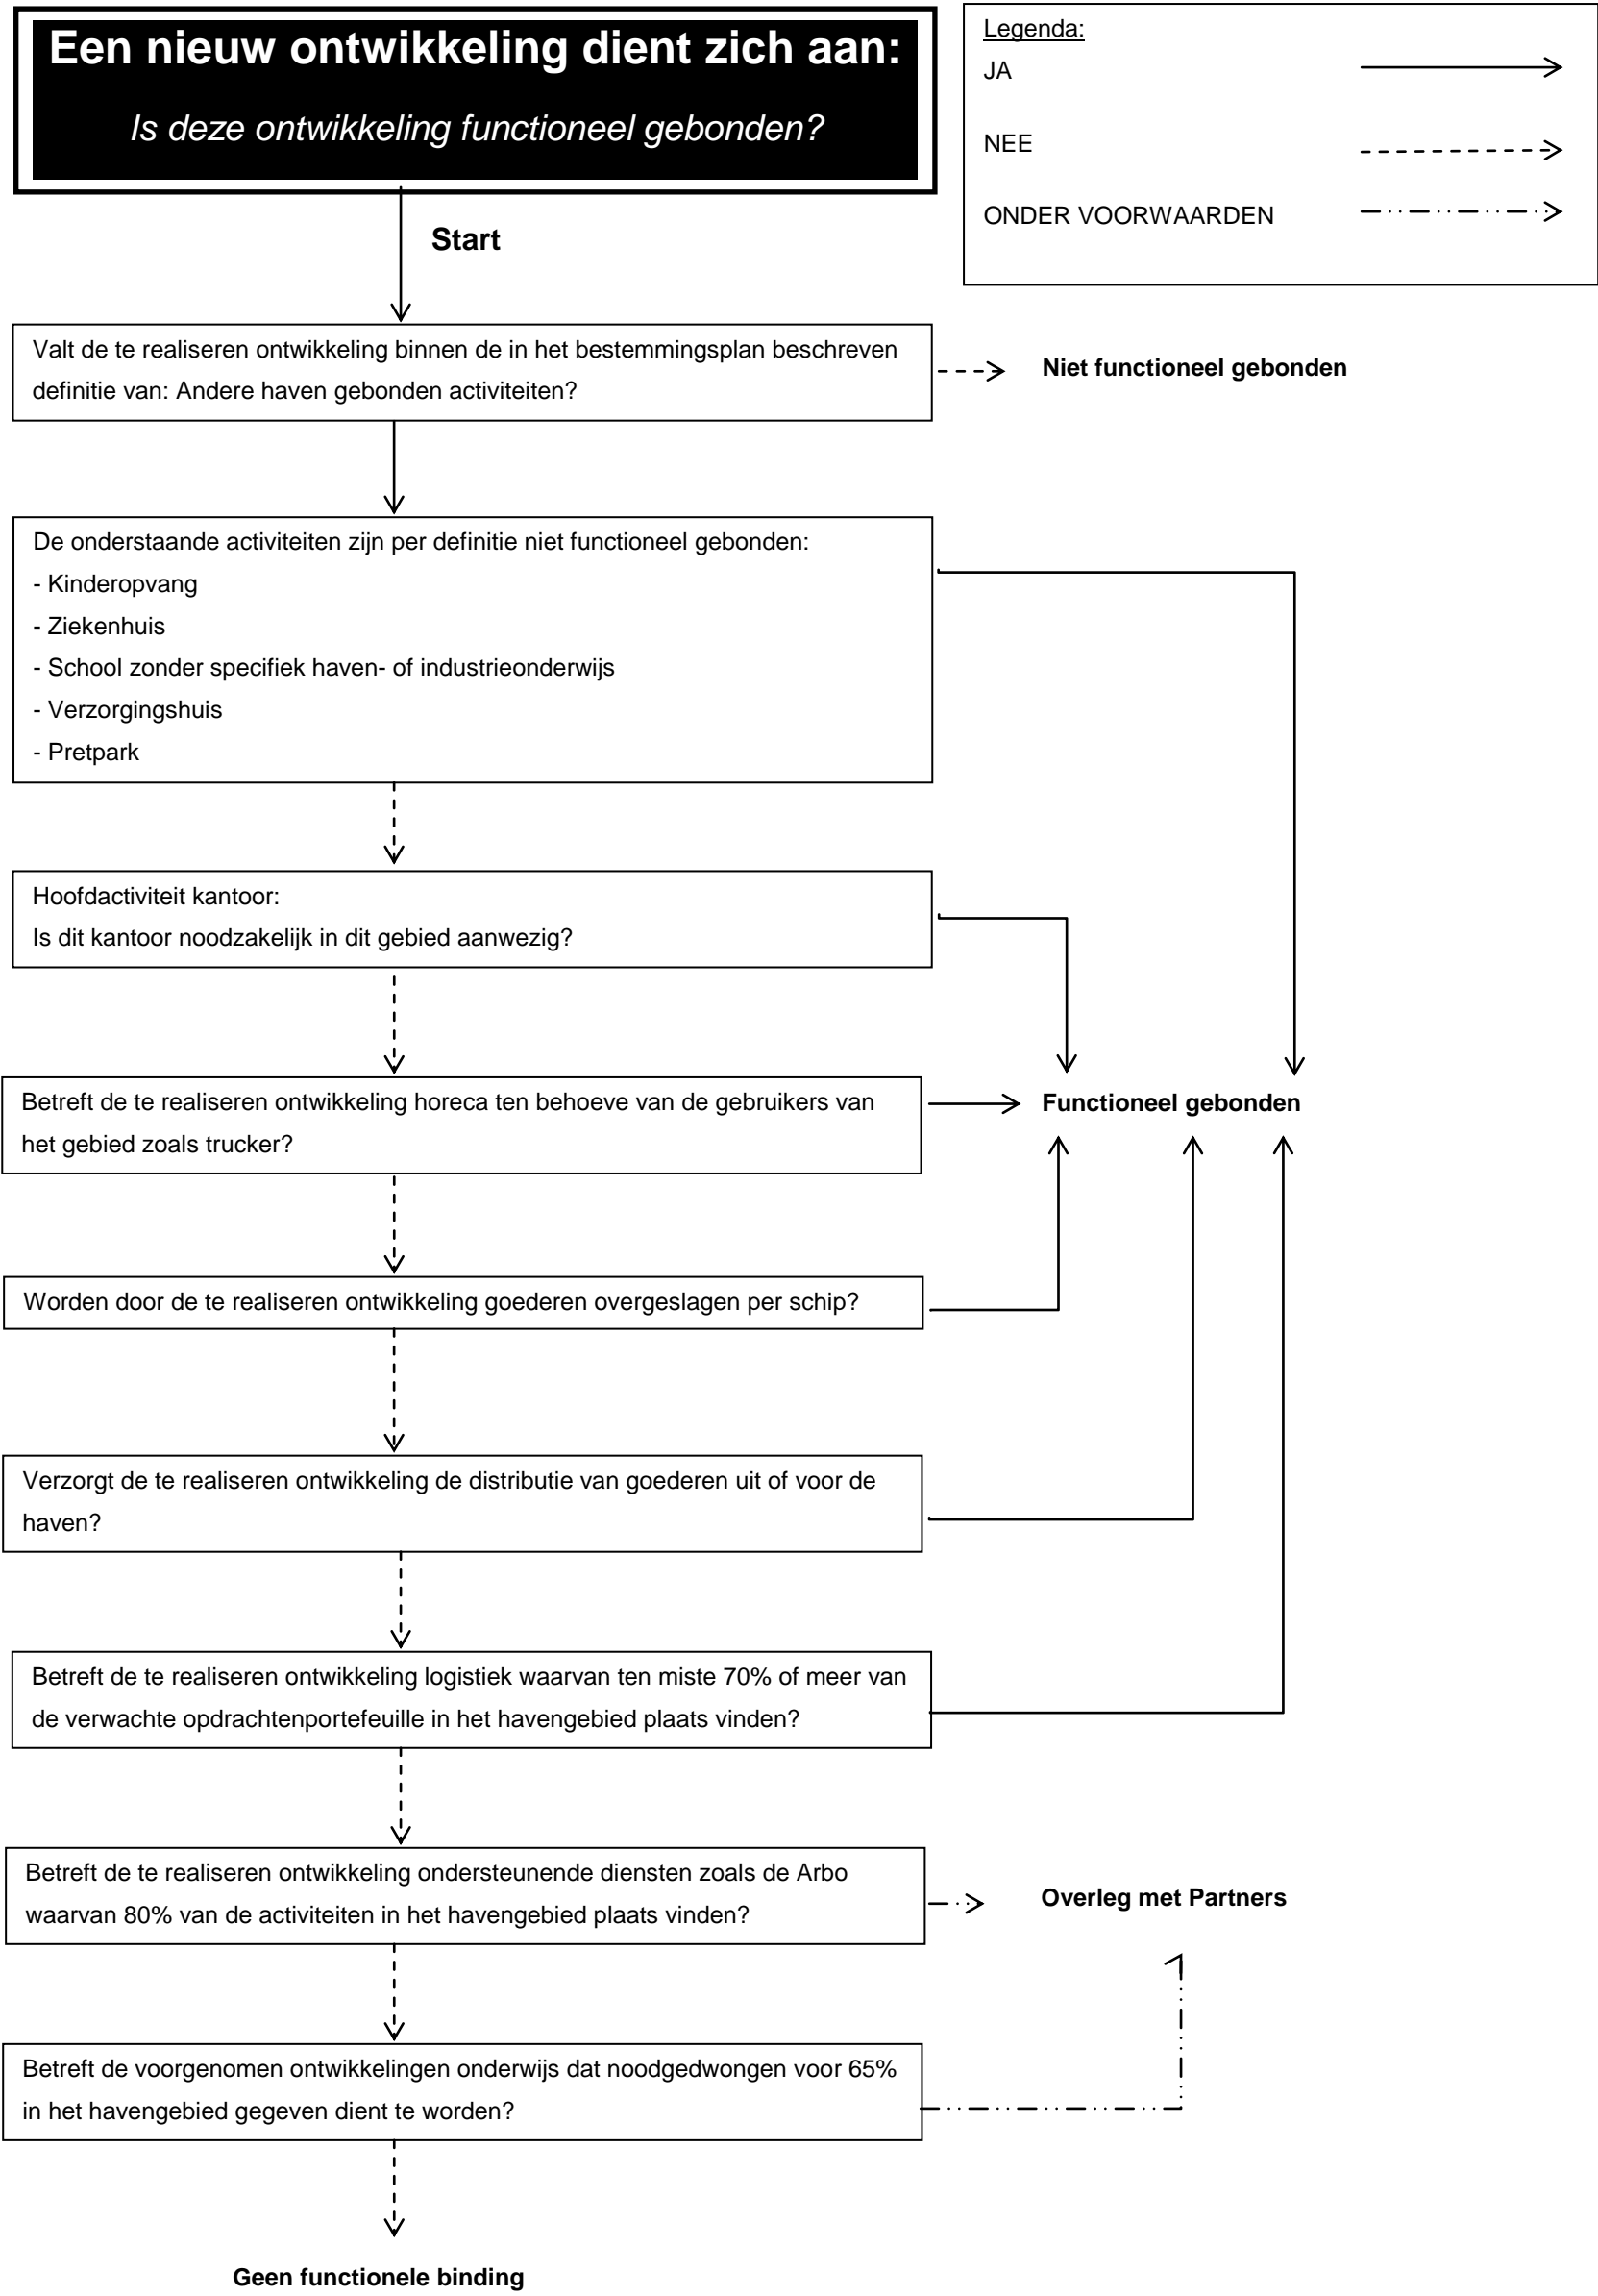 Een nieuw ontwikkeling dient zich aan:
Is deze ontwikkeling functioneel gebonden?
Legenda:
JA
NEE
ONDER VOORWAARDEN
Start
Valt de te realiseren ontwikkeling binnen de in het bestemmingsplan beschreven
definitie van: Andere haven gebonden activiteiten?
Niet functioneel gebonden
De onderstaande activiteiten zijn per definitie niet functioneel gebonden:
- Kinderopvang
- Ziekenhuis
- School zonder specifiek haven- of industrieonderwijs
- Verzorgingshuis
- Pretpark
Hoofdactiviteit kantoor:
Is dit kantoor noodzakelijk in dit gebied aanwezig?
Betreft de te realiseren ontwikkeling horeca ten behoeve van de gebruikers van
het gebied zoals trucker?
Functioneel gebonden
Worden door de te realiseren ontwikkeling goederen overgeslagen per schip?
Verzorgt de te realiseren ontwikkeling de distributie van goederen uit of voor de
haven?
Betreft de te realiseren ontwikkeling logistiek waarvan ten miste 70% of meer van
de verwachte opdrachtenportefeuille in het havengebied plaats vinden?
Betreft de te realiseren ontwikkeling ondersteunende diensten zoals de Arbo
waarvan 80% van de activiteiten in het havengebied plaats vinden?
Overleg met Partners
Betreft de voorgenomen ontwikkelingen onderwijs dat noodgedwongen voor 65%
in het havengebied gegeven dient te worden?
Geen functionele binding